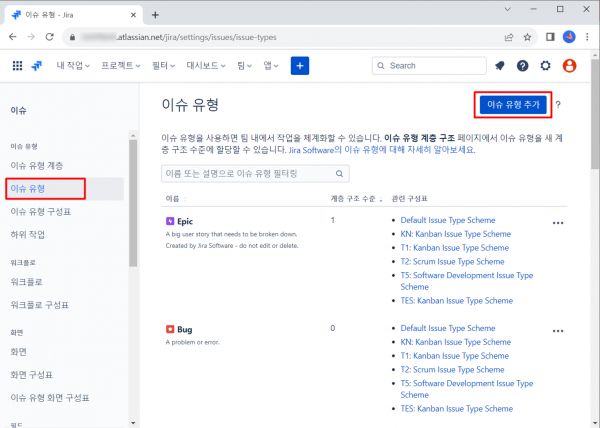 이슈 유형 - Jira
.atlassian.net/jira/settings/issues/issue-types
내 작업 프로젝트 필터 대시보드 팀 앱 + Search
이슈
이슈 유형
이슈 유형 계층
이슈 유형
이슈 유형 구성표
하위 작업
워크플로
워크플로
워크플로 구성표
화면
화면
화면 구성표
이슈 유형 화면 구성표
필드
이슈 유형
이슈 유형 추가 ?
이슈 유형을 사용하면 팀 내에서 작업을 체계화할 수 있습니다. 이슈 유형 계층 구조 페이지에서 이슈 유형을 새 계
층 구조 수준에 할당할 수 있습니다. Jira Software의 이슈 유형에 대해 자세히 알아보세요.
이름 또는 설명으로 이슈 유형 필터링
이름 계층 구조 수준 관련 구성표
Epic 1
A big user story that needs to be broken down.
Created by Jira Software - do not edit or delete.
• Default Issue Type Scheme
• KN: Kanban Issue Type Scheme
• T1: Kanban Issue Type Scheme
• T2: Scrum Issue Type Scheme
• T5: Software Development Issue Type
Scheme
• TES: Kanban Issue Type Scheme
Bug 0
A problem or error.
• Default Issue Type Scheme
• KN: Kanban Issue Type Scheme
• T1: Kanban Issue Type Scheme
• T2: Scrum Issue Type Scheme
• T5: Software Development Issue Type
Scheme
• TES: Kanban Issue Type Scheme